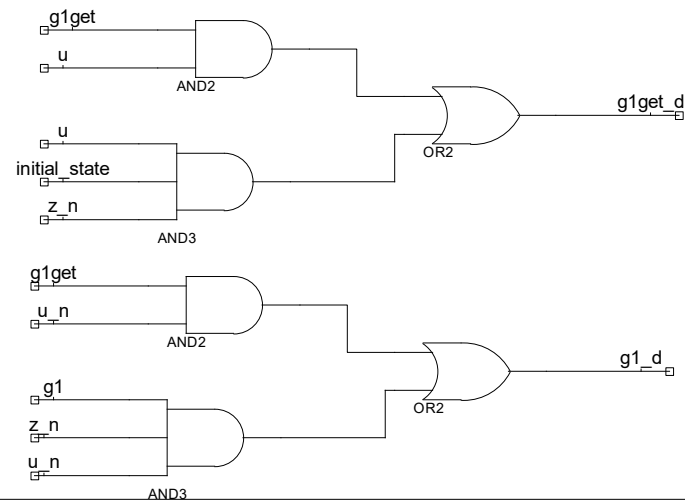 g1get
u
AND2
g1get_d
OR2
u
initial_state
z_n
AND3
g1get
u_n
AND2
g1_d
OR2
g1
z_n
u_n
AND3